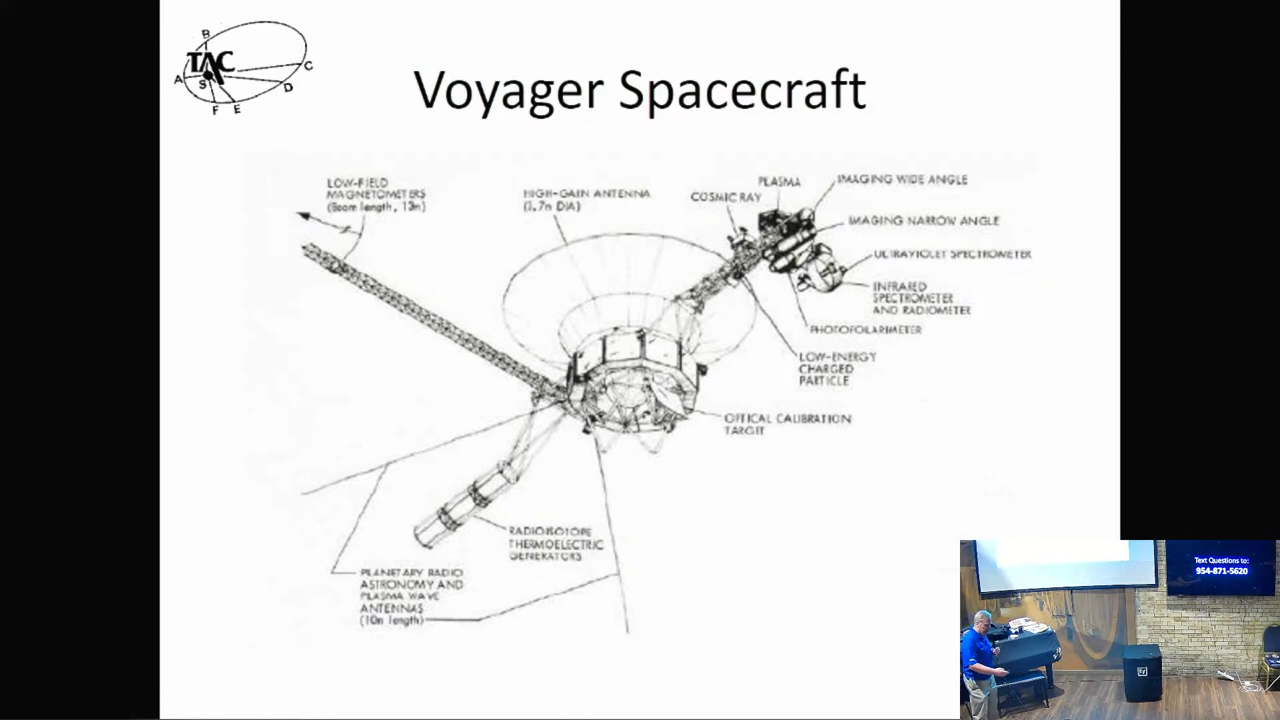 B
TAC
A
S
C
D
F E
Voyager Spacecraft
LOW-FIELD
MAGNETOMETERS
(Boom length, 13m)
HIGH-GAIN ANTENNA
(3.7m DIA)
COSMIC RAY
PLASMA
IMAGING WIDE ANGLE
IMAGING NARROW ANGLE
ULTRAVIOLET SPECTROMETER
INFRARED
SPECTROMETER
AND RADIOMETER
PHOTOPOLARIMETER
LOW-ENERGY
CHARGED
PARTICLE
OPTICAL CALIBRATION
TARGET
RADIOISOTOPE
THERMOELECTRIC
GENERATORS
PLANETARY RADIO
ASTRONOMY AND
PLASMA WAVE
ANTENNAS
(10m length)
Text Questions to:
954-871-5620
EV